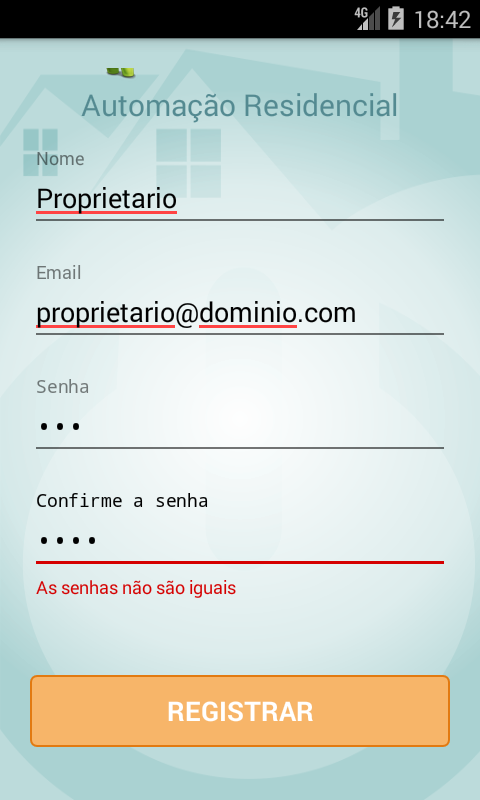 4G 18:42
Automação Residencial
Nome
Proprietario
Email
proprietario@dominio.com
Senha
•••
Confirme a senha
••••
As senhas não são iguais
REGISTRAR